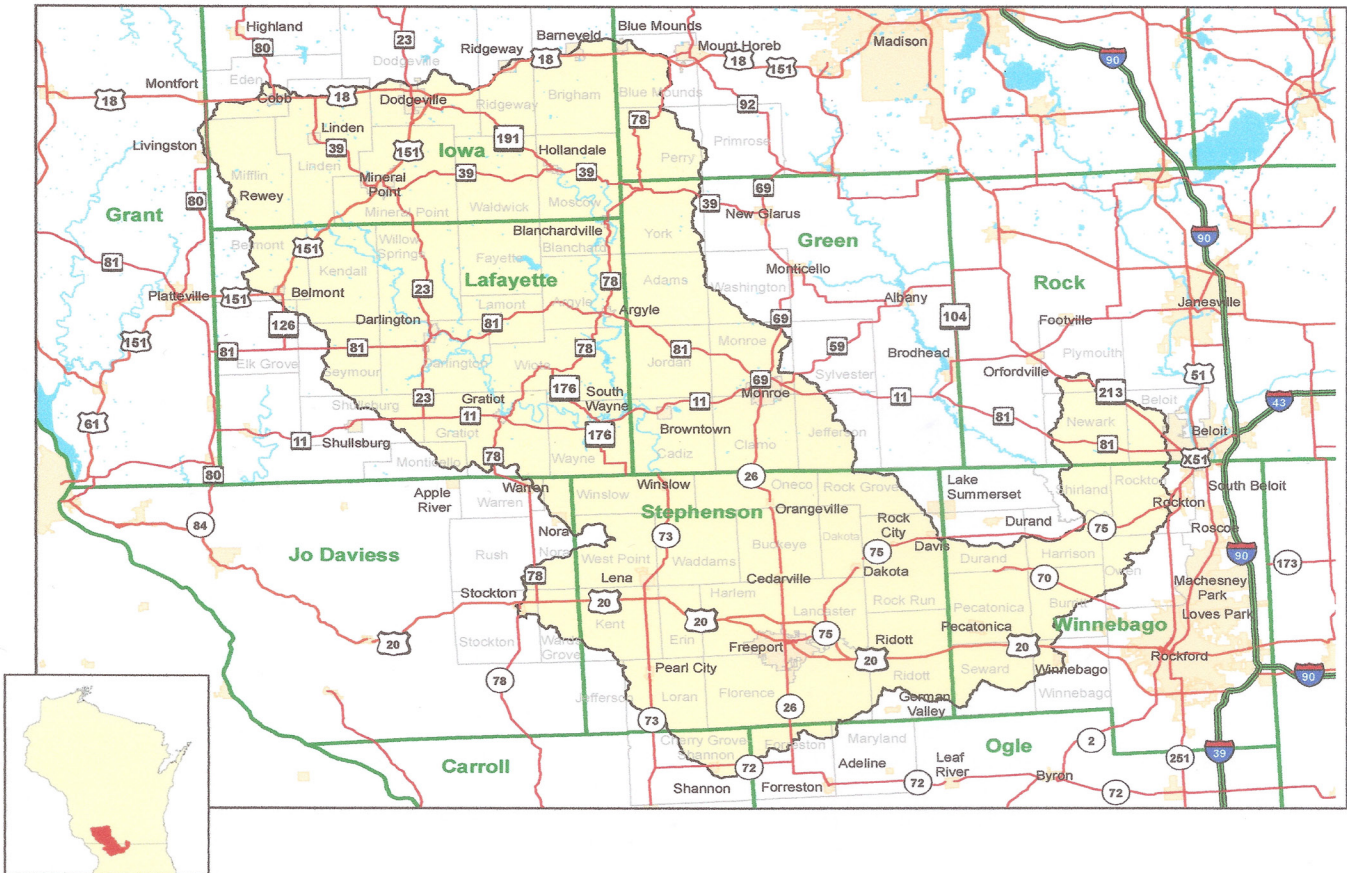 Highland
80
23
Blue Mounds
Barneveld
Ridgeway
18
Mount Horeb
18
151
Madison
90
Dodgeville
Eden
Montfort
18
Cobb
18
Dodgeville
Ridgeway
Brigham
Blue Mounds
92
78
Linden
39
151
Iowa
191
Hollandale
Primrose
Livingston
Linden
Mifflin
Mineral
Point
39
39
Perry
Rewey
80
Grant
Mineral Point
Waldwick
Moscow
39
69
New Glarus
Blanchardville
Belmont
151
Willow
Springs
Blanchard
York
Green
90
81
Kendall
Fayette
Lafayette
78
Adams
Monticello
Washington
Rock
Platteville
151
Belmont
23
Lamont
Argyle
Argyle
Albany
Janesville
126
Darlington
81
69
104
Footville
151
81
81
Elk Grove
Seymour
Darlington
Wiota
78
Jordan
81
Monroe
59
Brodhead
Plymouth
Orfordville
Sylvester
51
61
Shullsburg
23
Gratiot
11
176
South
Wayne
69
Monroe
11
11
81
213
Beloit
43
Newark
81
Beloit
11
Shullsburg
Gratiot
176
Browntown
Clarno
Jefferson
Cadiz
Monticello
78
Wayne
X51
80
Warren
Winslow
26
Lake
Summerset
South Beloit
Apple
River
Warren
Winslow
Oneco
Rock Grove
Shirland
Rockton
Rockton
84
Stephenson
Orangeville
Rock
City
Durand
75
Roscoe
Jo Daviess
Nora
Nora
Rush
73
West Point
Waddams
Buckeye
Dakota
75
Davis
Durand
Harrison
Owen
90
173
78
Lena
Cedarville
Dakota
70
Machesney
Park
Stockton
20
Harlem
Lancaster
Rock Run
Pecatonica
Burritt
Loves Park
Kent
20
75
Pecatonica
Winnebago
20
Stockton
Wards
Grove
Erin
Freeport
Ridott
20
20
Rockford
78
Pearl City
Ridott
Seward
Winnebago
90
Jefferson
Loran
Florence
26
German
Valley
Winnebago
73
Cherry Grove
Shannon
Forreston
Maryland
Ogle
2
251
39
Carroll
72
Adeline
Leaf
River
Byron
Shannon
Forreston
72
72